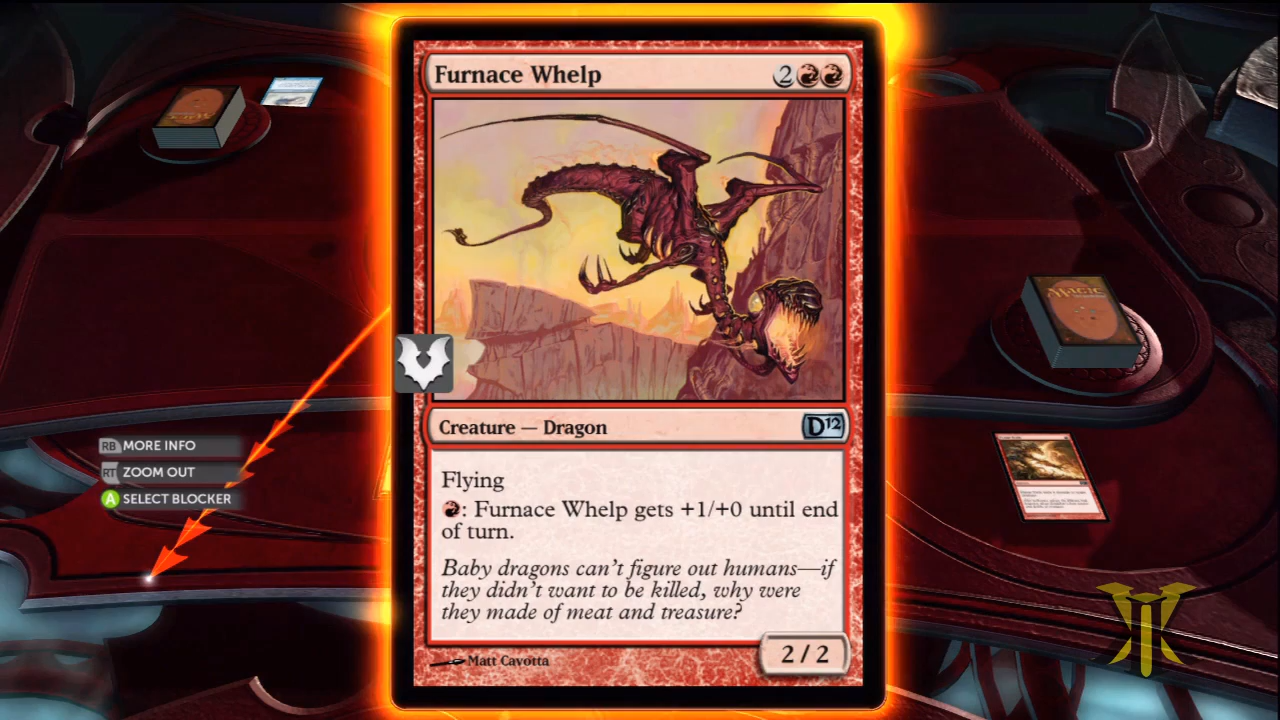 Furnace Whelp 2
MAGIC
RB MORE INFO
RT ZOOM OUT
A SELECT BLOCKER
Creature — Dragon D12
Flying
: Furnace Whelp gets +1/+0 until end
of turn.
Baby dragons can't figure out humans—if
they didn't want to be killed, why were
they made of meat and treasure?
Matt Cavotta
2 / 2